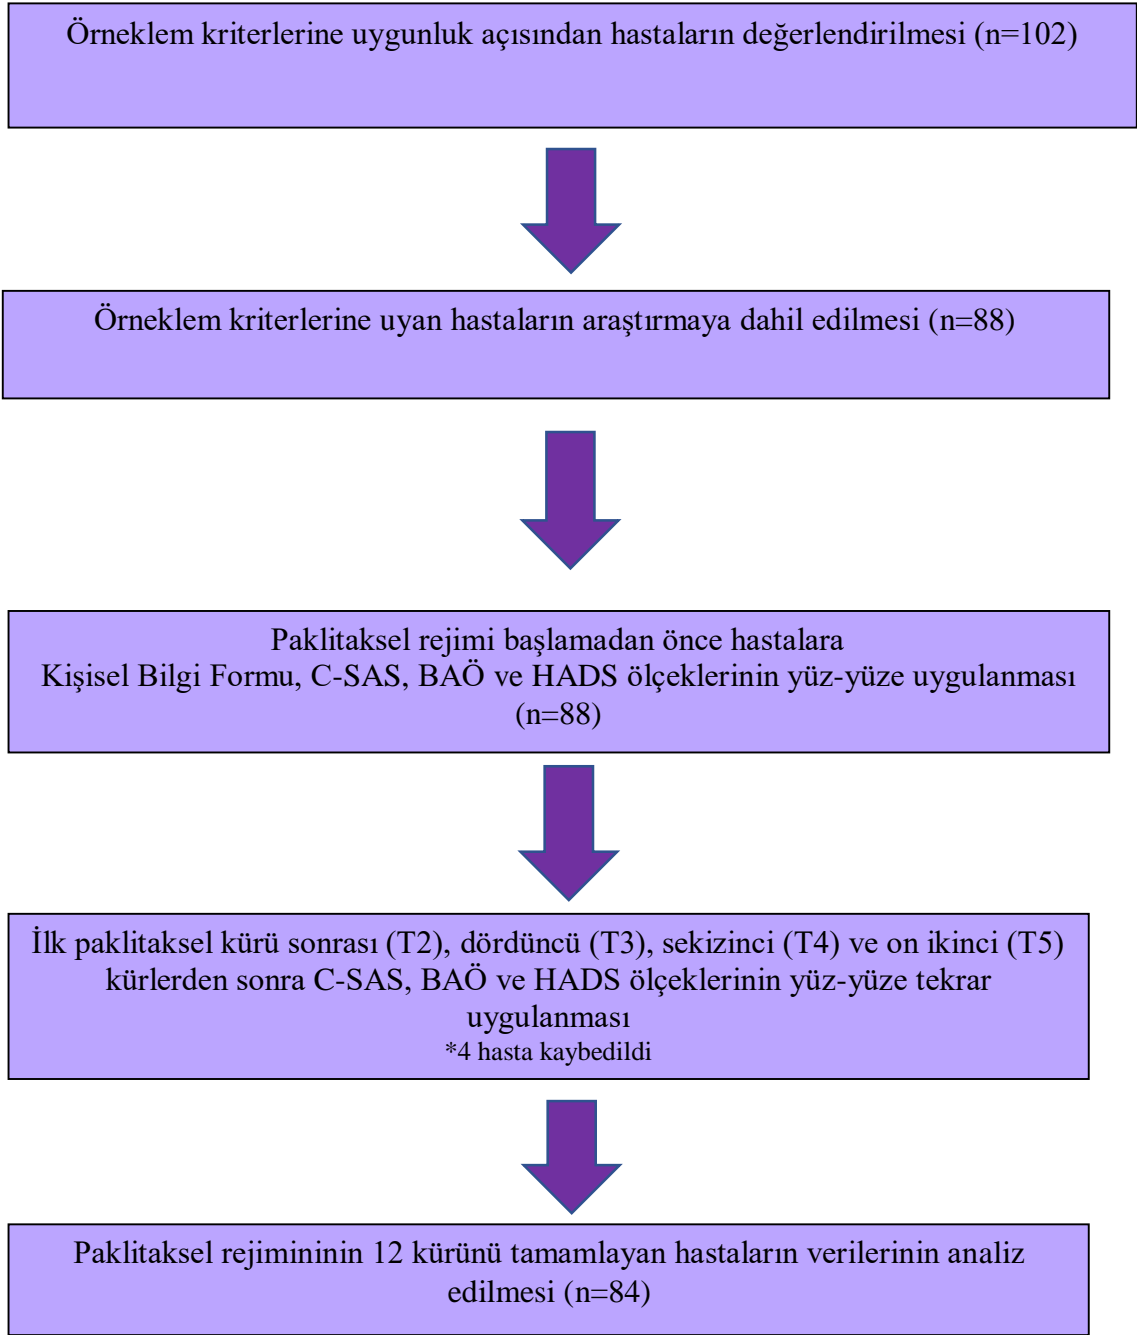 Örneklem kriterlerine uygunluk açısından hastaların değerlendirilmesi (n=102)
Örneklem kriterlerine uyan hastaların araştırmaya dahil edilmesi (n=88)
Paklitaksel rejimi başlamadan önce hastalara
Kişisel Bilgi Formu, C-SAS, BAÖ ve HADS ölçeklerinin yüz-yüze uygulanması
(n=88)
İlk paklitaksel kürü sonrası (T2), dördüncü (T3), sekizinci (T4) ve on ikinci (T5)
kürlerden sonra C-SAS, BAÖ ve HADS ölçeklerinin yüz-yüze tekrar
uygulanması
*4 hasta kaybedildi
Paklitaksel rejimininin 12 kürünü tamamlayan hastaların verilerinin analiz
edilmesi (n=84)